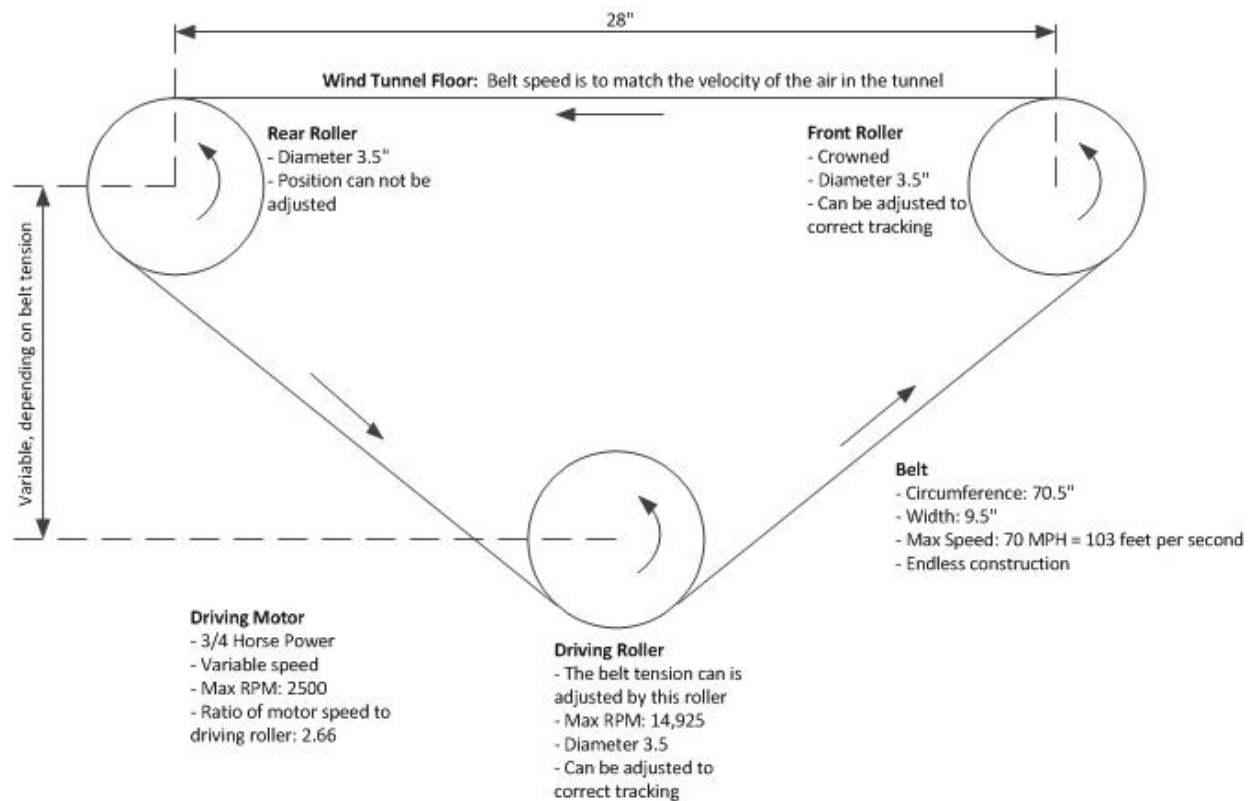 28"
Wind Tunnel Floor: Belt speed is to match the velocity of the air in the tunnel
Rear Roller
- Diameter 3.5"
- Position can not be
adjusted
Front Roller
- Crowned
- Diameter 3.5"
- Can be adjusted to
correct tracking
Variable, depending on belt tension
Belt
- Circumference: 70.5"
- Width: 9.5"
- Max Speed: 70 MPH = 103 feet per second
- Endless construction
Driving Motor
- 3/4 Horse Power
- Variable speed
- Max RPM: 2500
- Ratio of motor speed to
driving roller: 2.66
Driving Roller
- The belt tension can is
adjusted by this roller
- Max RPM: 14,925
- Diameter 3.5
- Can be adjusted to
correct tracking